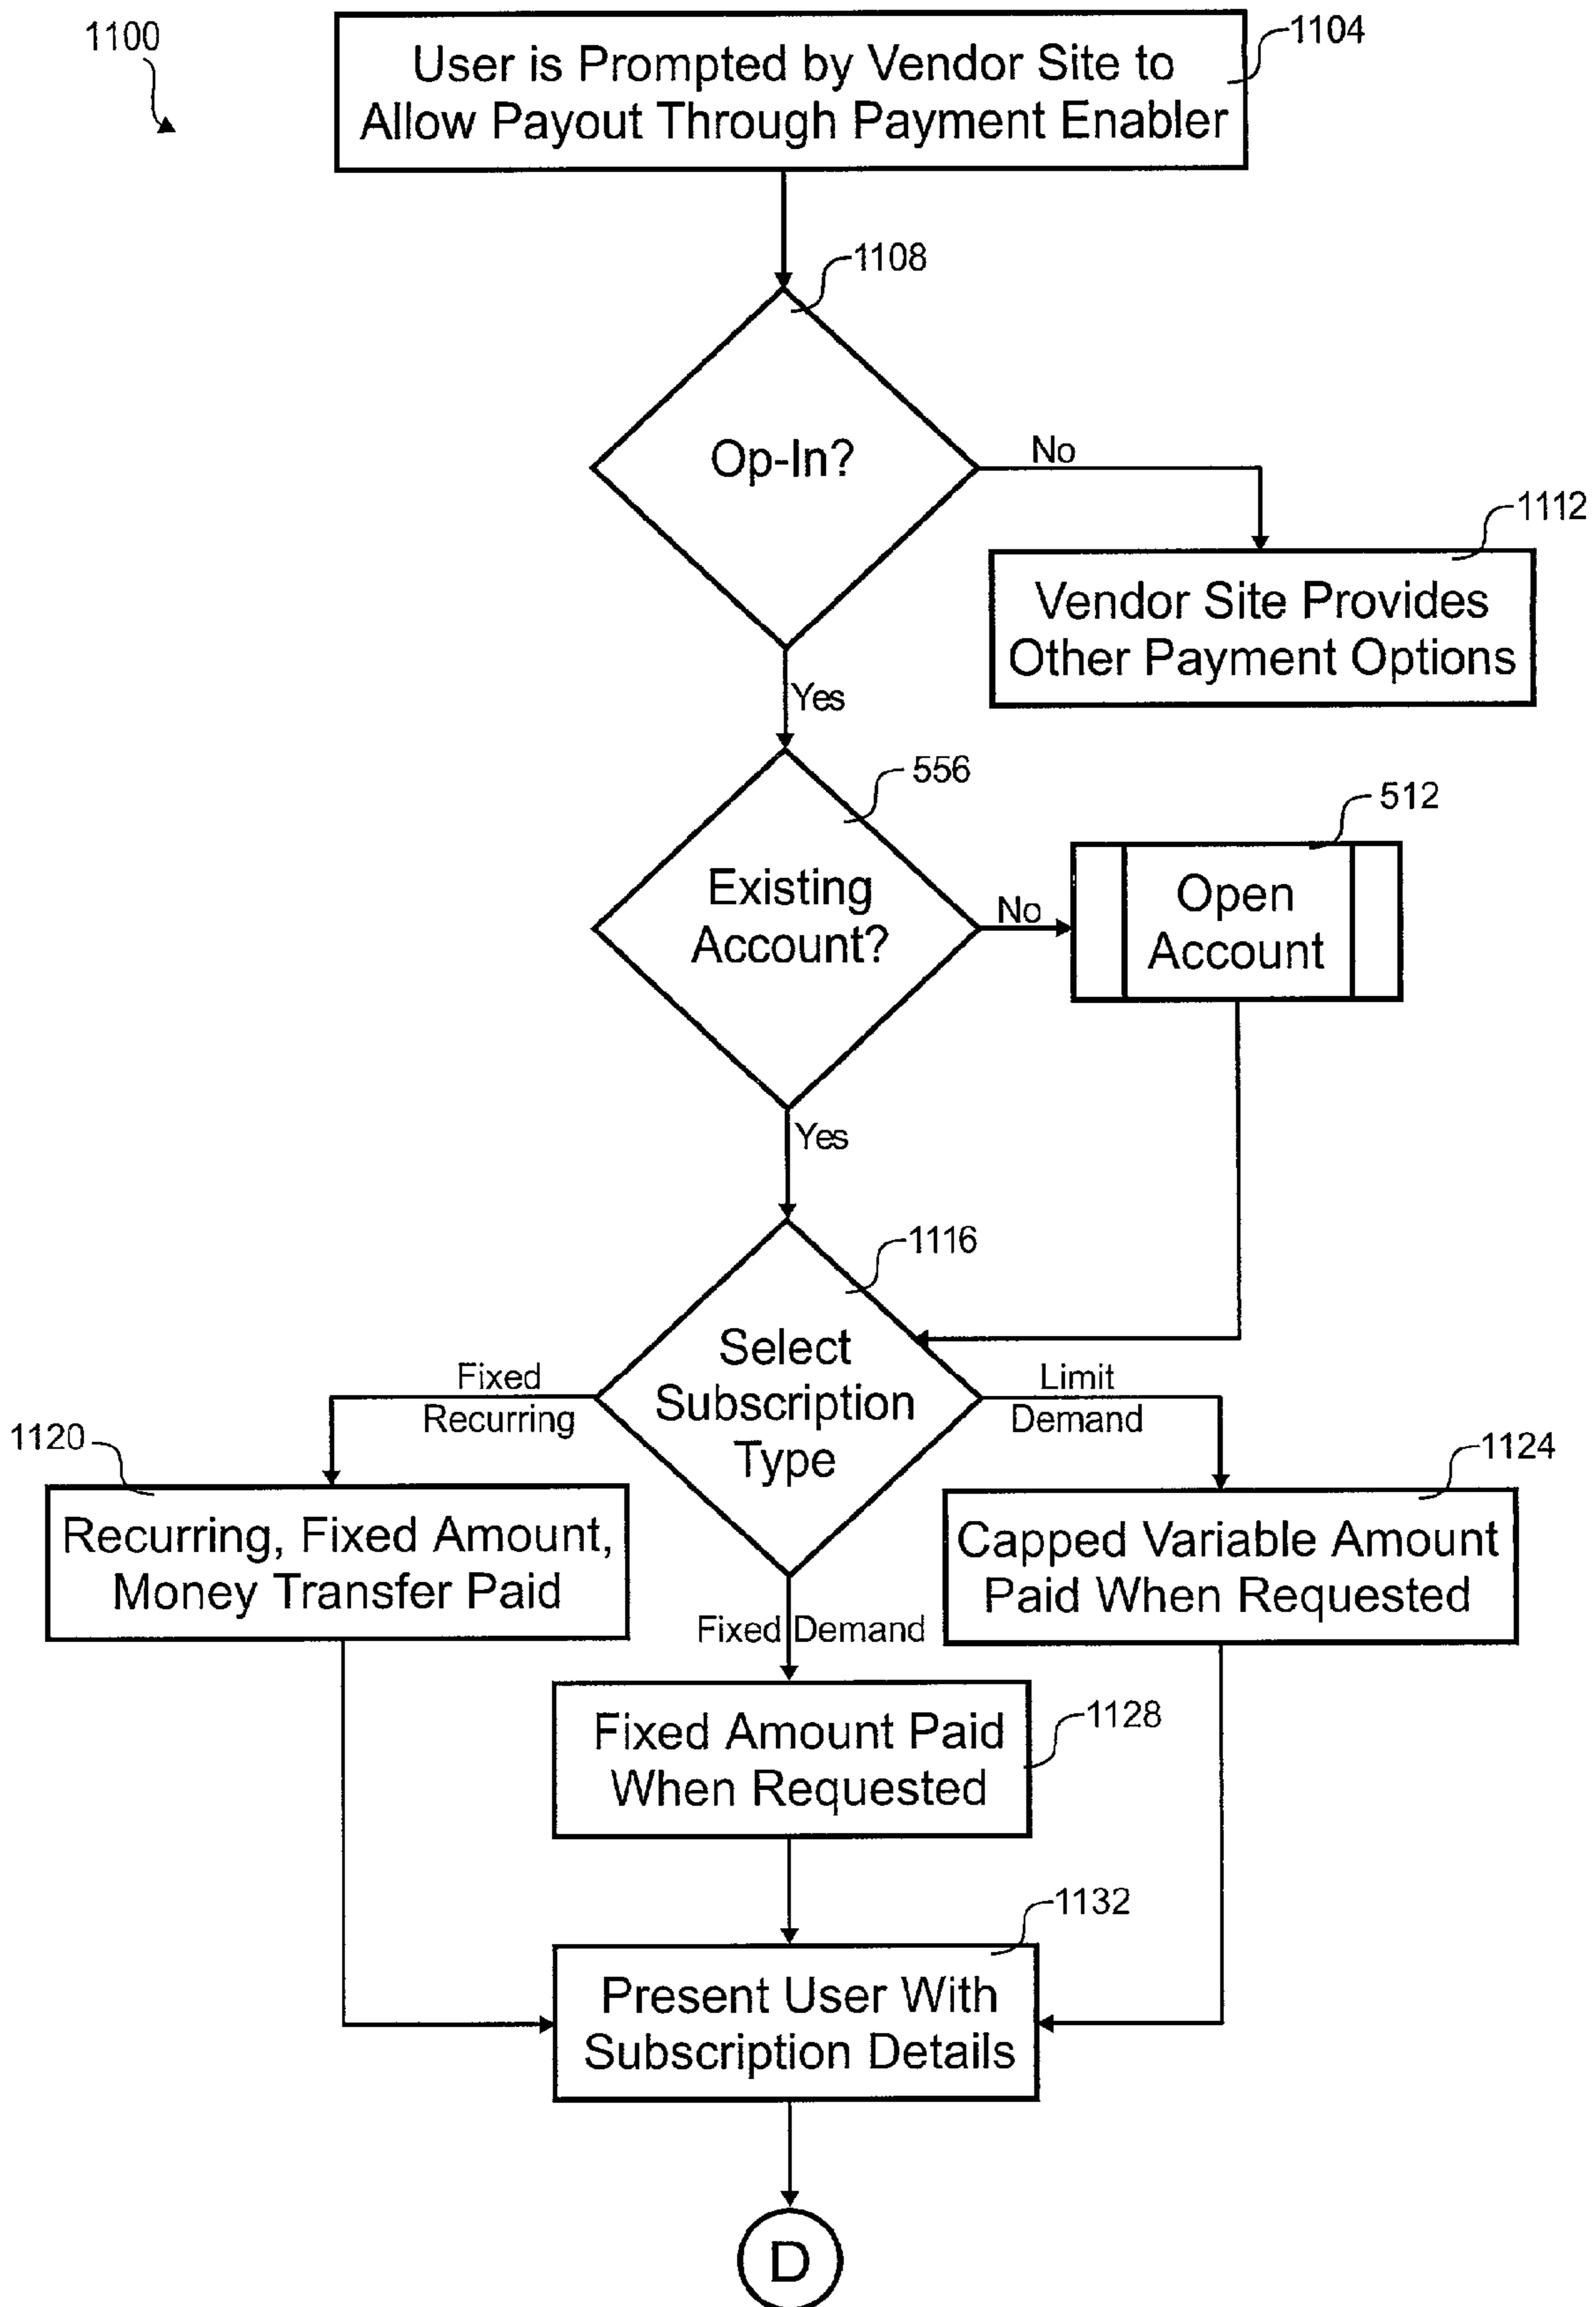 1100
1104
User is Prompted by Vendor Site to
Allow Payout Through Payment Enabler
1108
Op-In?
No
1112
Vendor Site Provides
Other Payment Options
Yes
556
512
Existing
Account?
No
Open
Account
Yes
1116
Select
Subscription
Type
Fixed
Recurring
Limit
Demand
1120
1124
Recurring, Fixed Amount,
Money Transfer Paid
Capped Variable Amount
Paid When Requested
Fixed Demand
1128
Fixed Amount Paid
When Requested
1132
Present User With
Subscription Details
D